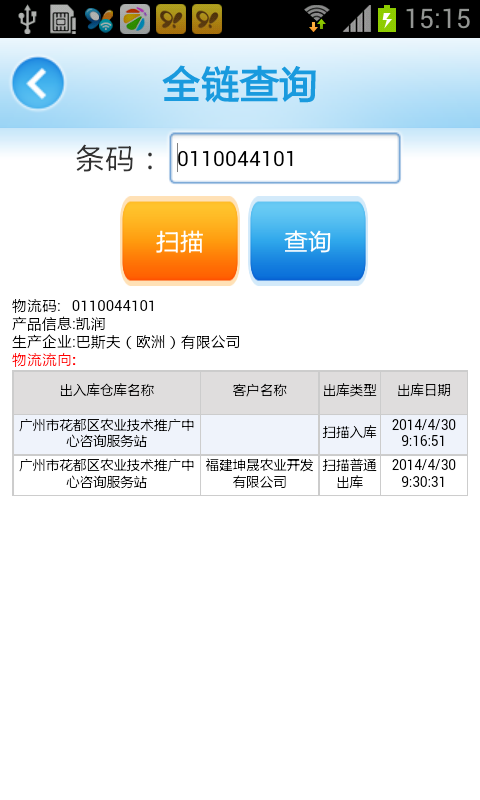 15:15
全链查询
条码：
0110044101
扫描
查询
物流码: 0110044101
产品信息:凯润
生产企业:巴斯夫（欧洲）有限公司
物流流向:
出入库仓库名称 客户名称 出库类型 出库日期
广州市花都区农业技术推广中
心咨询服务站
扫描入库
2014/4/30
9:16:51
广州市花都区农业技术推广中
心咨询服务站
福建坤晟农业开发
有限公司
扫描普通
出库
2014/4/30
9:30:31